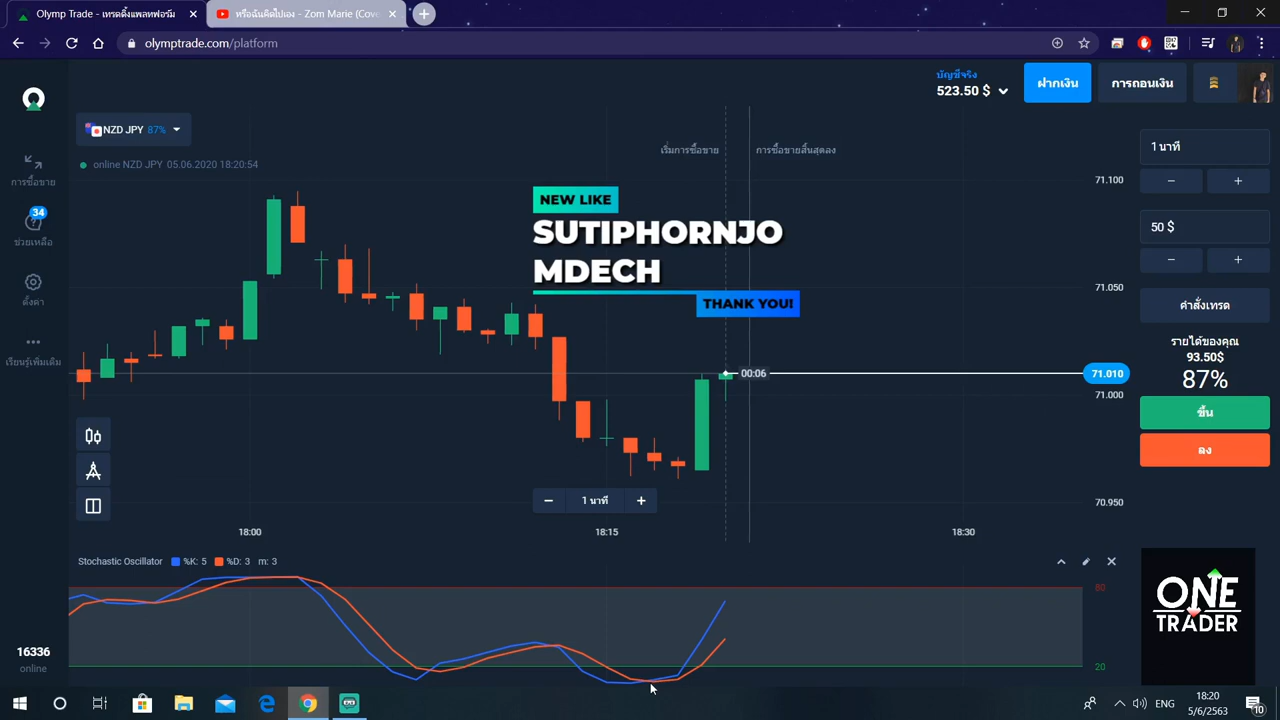 Olymp Trade - เทรดดิ้งแพลทฟอร์ม
หรือฉันคิดไปเอง - Zom Marie (Cov
olymptrade.com/platform
บัญชีจริง
523.50 $
ฝากเงิน
การถอนเงิน
NZD JPY 87%
online NZD JPY 05.06.2020 18:20:54
การซื้อขาย
34
ช่วยเหลือ
ตั้งค่า
เรียนรู้เพิ่มเติม
16336
online
เริ่มการซื้อขาย
การซื้อขายสิ้นสุดลง
NEW LIKE
SUTIPHORNJO
MDECH
THANK YOU!
00:06
71.100
71.050
71.010
71.000
70.950
1 นาที
18:00
18:15
18:30
Stochastic Oscillator %K: 5 %D: 3 m: 3
80
20
1 นาที
50 $
คำสั่งเทรด
รายได้ของคุณ
93.50$
87%
ขึ้น
ลง
ONE
TRADER
ENG
18:20
5/6/2563
10